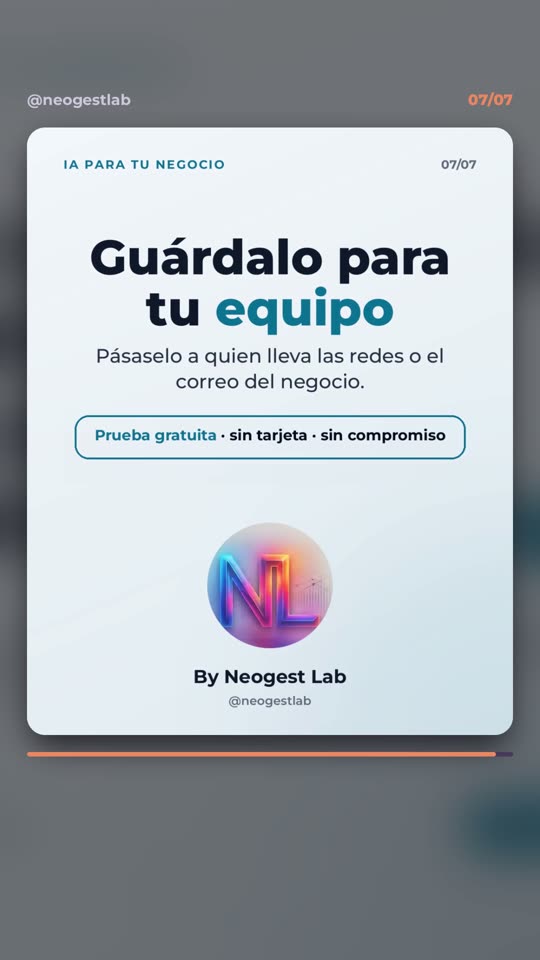 @neogestlab
07/07
IA PARA TU NEGOCIO
07/07
Guárdalo para
tu equipo
Pásaselo a quien lleva las redes o el
correo del negocio.
Prueba gratuita · sin tarjeta · sin compromiso
NL
By Neogest Lab
@neogestlab